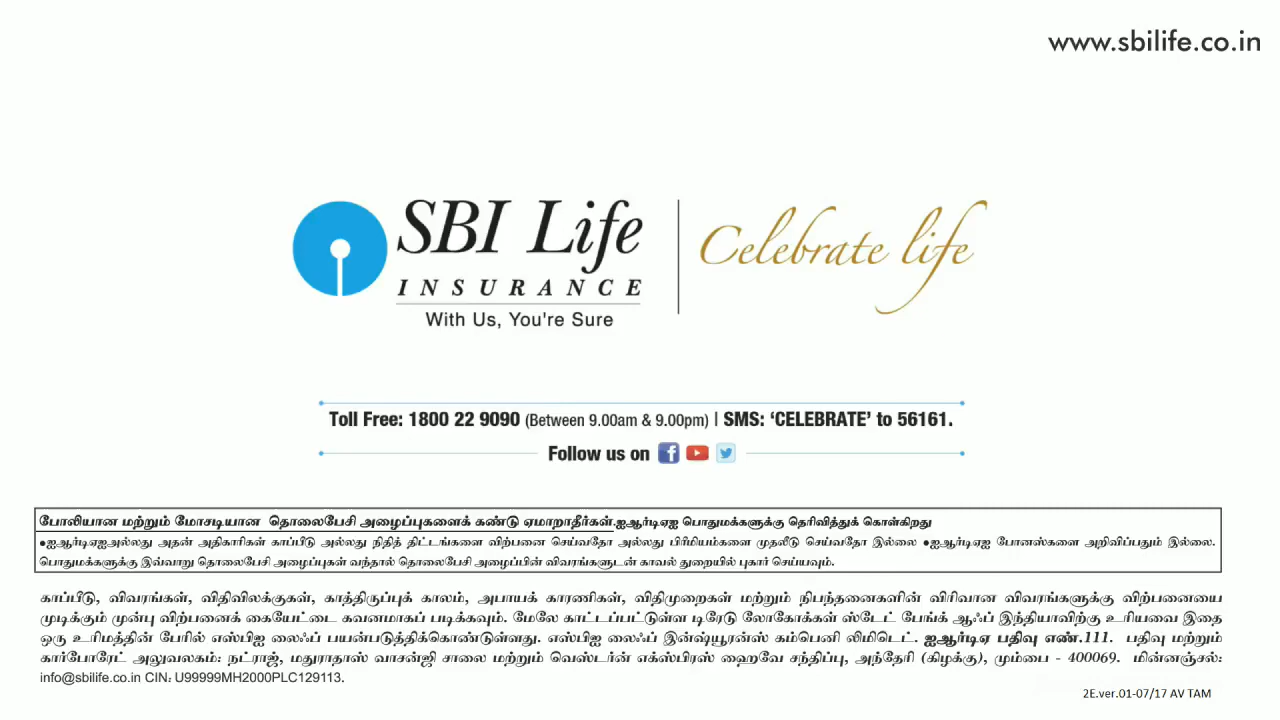 www.sbilife.co.in
SBI Life
INSURANCE
With Us, You're Sure
Celebrate life
Toll Free: 1800 22 9090 (Between 9.00am & 9.00pm) | SMS: ‘CELEBRATE’ to 56161.
Follow us on
போலியான மற்றும் மோசடியான தொலைபேசி அழைப்புகளைக் கண்டு ஏமாறாதீர்கள்.ஐஆர்டிஏஐ பொதுமக்களுக்கு தெரிவித்துக் கொள்கிறது
●ஐஆர்டிஏஐஅல்லது அதன் அதிகாரிகள் காப்பீடு அல்லது நிதித் திட்டங்களை விற்பனை செய்வதோ அல்லது பிரிமியம்களை முதலீடு செய்வதோ இல்லை ●ஐஆர்டிஏஐ போனஸ்களை அறிவிப்பதும் இல்லை.
பொதுமக்களுக்கு இவ்வாறு தொலைபேசி அழைப்புகள் வந்தால் தொலைபேசி அழைப்பின் விவரங்களுடன் காவல் துறையில் புகார் செய்யவும்.
காப்பீடு, விவரங்கள், விதிவிலக்குகள், காத்திருப்புக் காலம், அபாயக் காரணிகள், விதிமுறைகள் மற்றும் நிபந்தனைகளின் விரிவான விவரங்களுக்கு விற்பனையை
முடிக்கும் முன்பு விற்பனைக் கையேட்டை கவனமாகப் படிக்கவும். மேலே காட்டப்பட்டுள்ள டிரேடு லோகோக்கள் ஸ்டேட் பேங்க் ஆஃப் இந்தியாவிற்கு உரியவை இதை
ஒரு உரிமத்தின் பேரில் எஸ்பிஐ லைஃப் பயன்படுத்திக்கொண்டுள்ளது. எஸ்பிஐ லைஃப் இன்ஷ்யூரன்ஸ் கம்பெனி லிமிடெட். ஐஆர்டிஏ பதிவு எண்.111. பதிவு மற்றும்
கார்போரேட் அலுவலகம்: நட்ராஜ், மதுராதாஸ் வாசன்ஜி சாலை மற்றும் வெஸ்டர்ன் எக்ஸ்பிரஸ் ஹைவே சந்திப்பு, அந்தேரி (கிழக்கு), மும்பை - 400069. மின்னஞ்சல்:
info@sbilife.co.in CIN: U99999MH2000PLC129113.
2E.ver.01-07/17 AV TAM